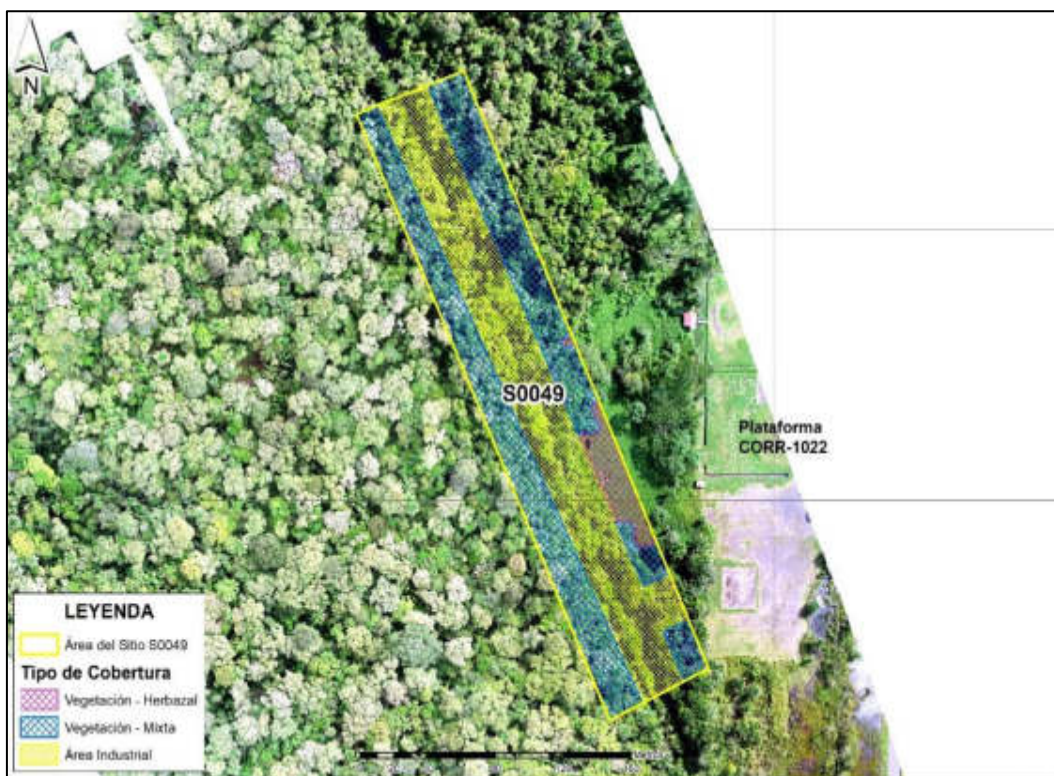 N
S0049
Plataforma
CORR-1022
LEYENDA
Área del Sitio S0049
Tipo de Cobertura
Vegetación - Herbazal
Vegetación - Mixta
Área Industrial